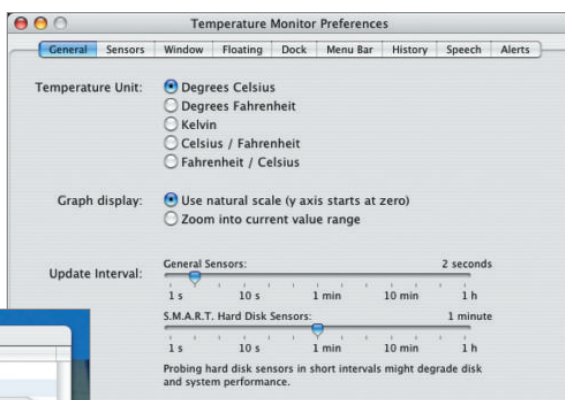 Temperature Monitor Preferences
General Sensors Window Floating Dock Menu Bar History Speech Alerts
Temperature Unit: Degrees Celsius
Degrees Fahrenheit
Kelvin
Celsius / Fahrenheit
Fahrenheit / Celsius
Graph display: Use natural scale (y axis starts at zero)
Zoom into current value range
General Sensors: 2 seconds
Update Interval:
1 s 10 s 1 min 10 min 1 h
S.M.A.R.T. Hard Disk Sensors: 1 minute
1 s 10 s 1 min 10 min 1 h
Probing hard disk sensors in short intervals might degrade disk
and system performance.